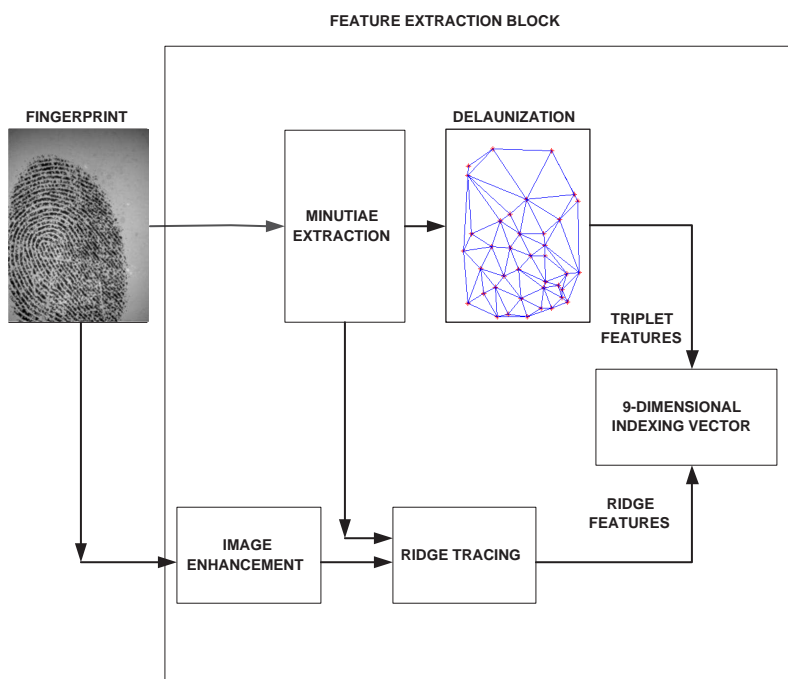 FEATURE EXTRACTION BLOCK
FINGERPRINT
DELAUNIZATION
MINUTIAE
EXTRACTION
TRIPLET
FEATURES
9-DIMENSIONAL
INDEXING VECTOR
RIDGE
FEATURES
IMAGE
ENHANCEMENT
RIDGE TRACING